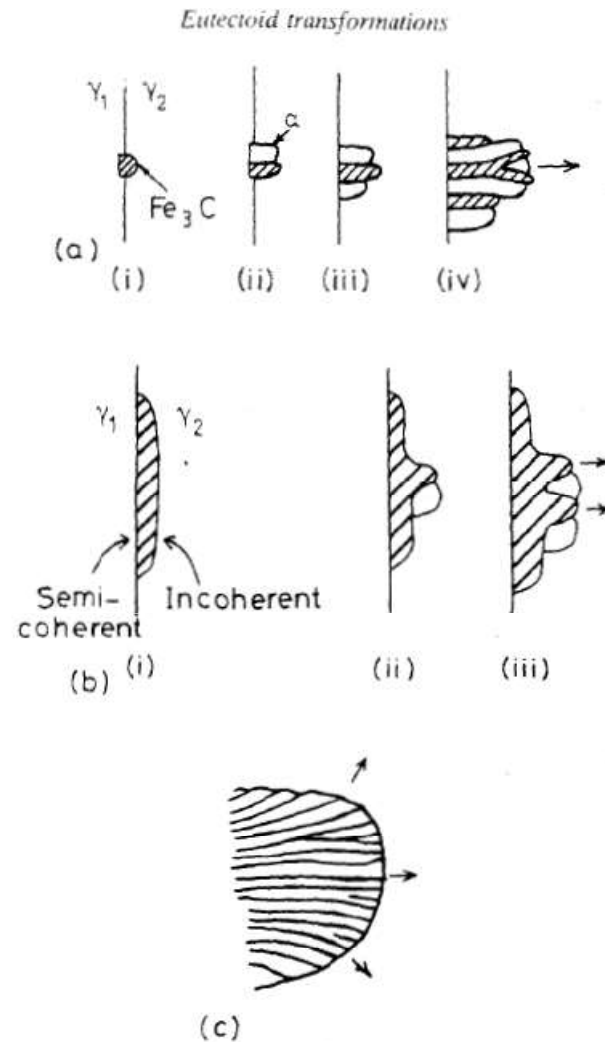 Eutectoid transformations
γ₁ γ₂
α
Fe₃C
(a) (i) (ii) (iii) (iv)
γ₁ γ₂
Semi-
coherent Incoherent
(b) (i) (ii) (iii)
(c)